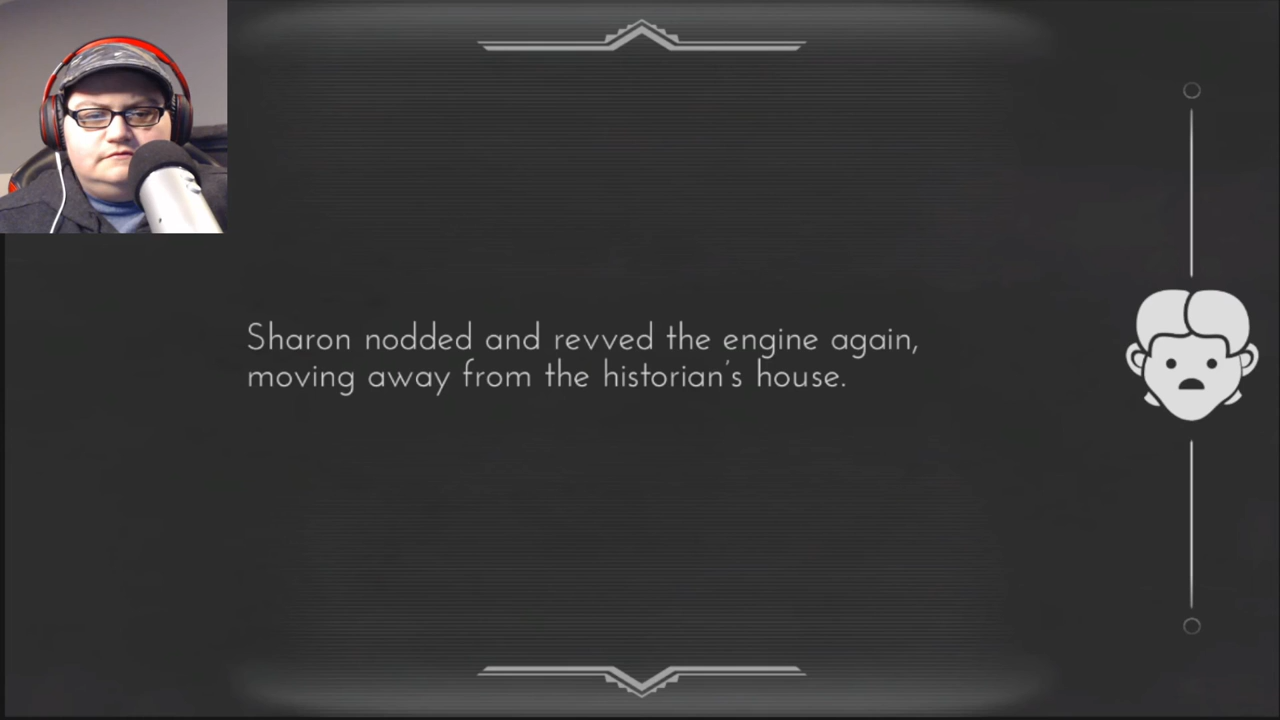 Sharon nodded and revved the engine again,
moving away from the historian's house.